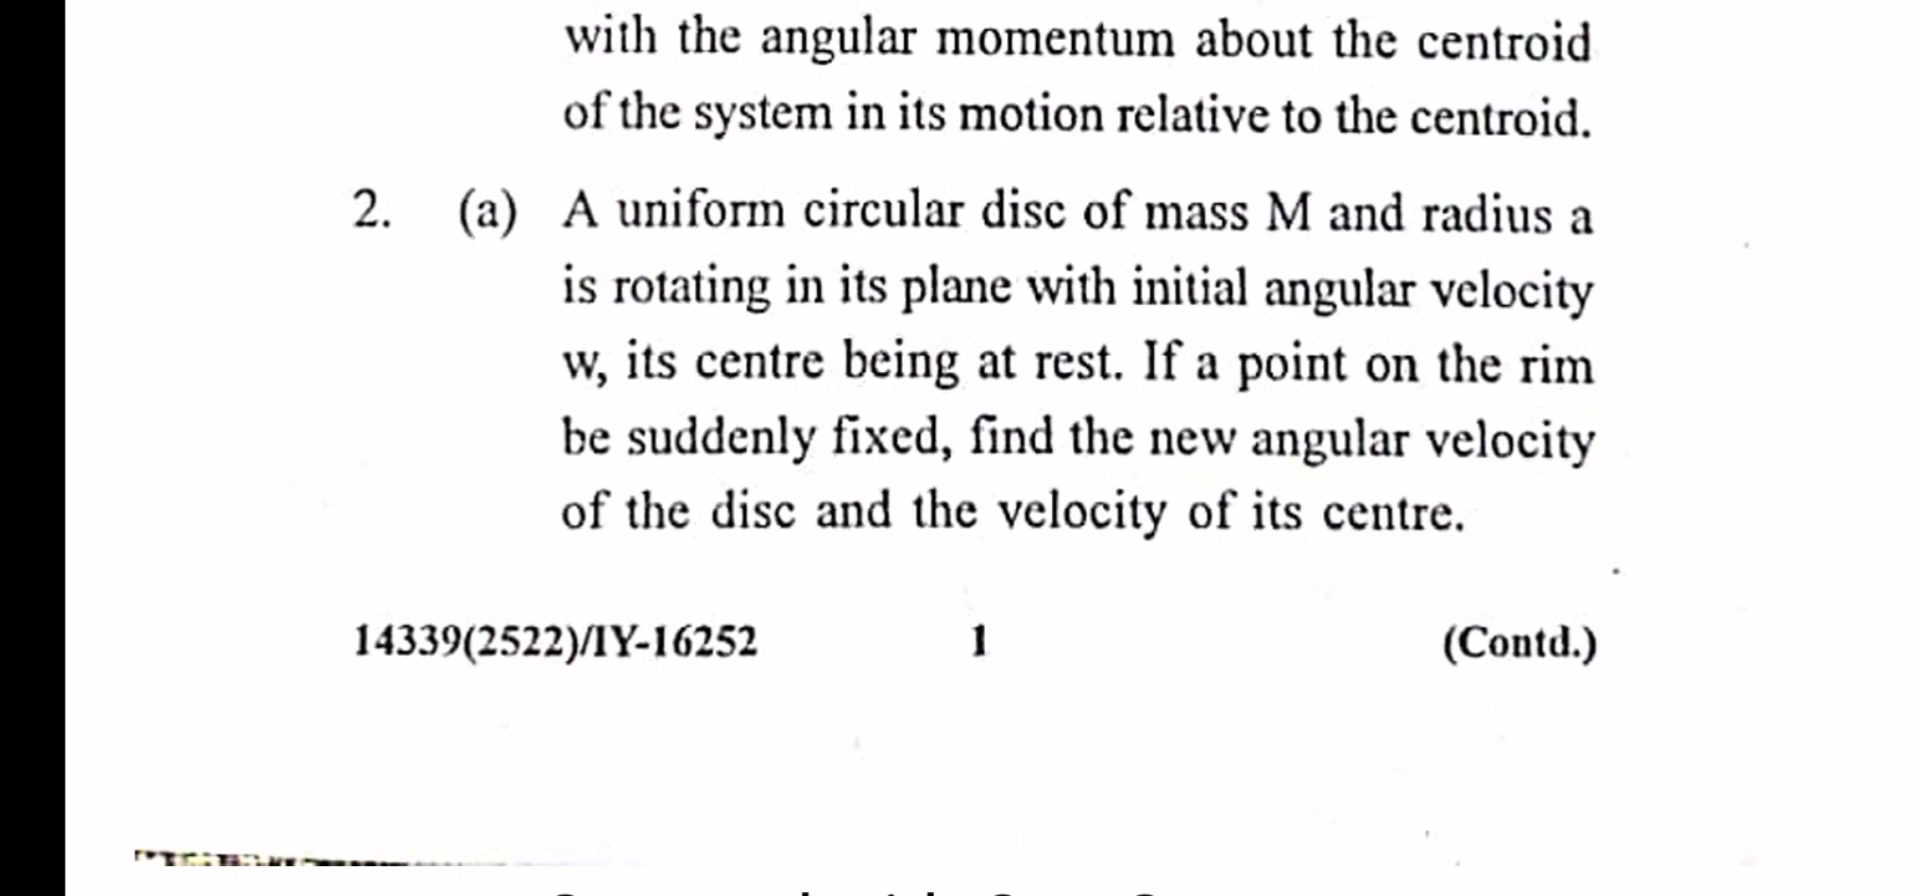 with the angular momentum about the centroid
of the system in its motion relative to the centroid.
2. (a) A uniform circular disc of mass M and radius a
is rotating in its plane with initial angular velocity
w, its centre being at rest. If a point on the rim
be suddenly fixed, find the new angular velocity
of the disc and the velocity of its centre.
14339(2522)/IY-16252 1 (Contd.)